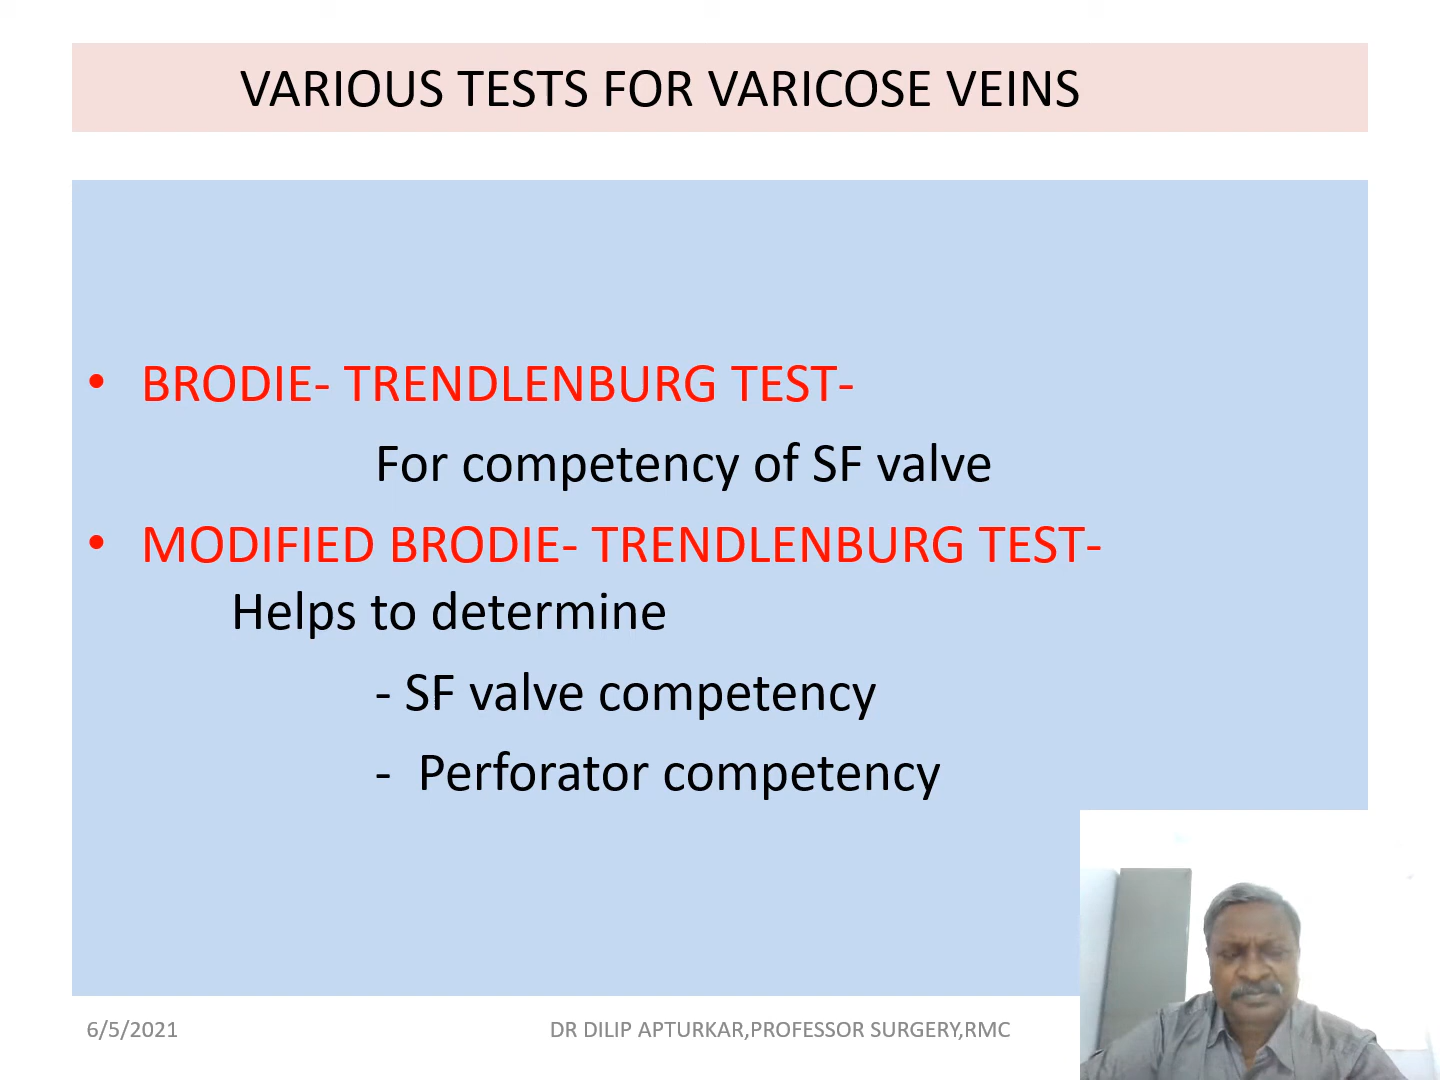 VARIOUS TESTS FOR VARICOSE VEINS
• BRODIE- TRENDLENBURG TEST-
For competency of SF valve
• MODIFIED BRODIE- TRENDLENBURG TEST-
Helps to determine
- SF valve competency
- Perforator competency
6/5/2021
DR DILIP APTURKAR,PROFESSOR SURGERY,RMC